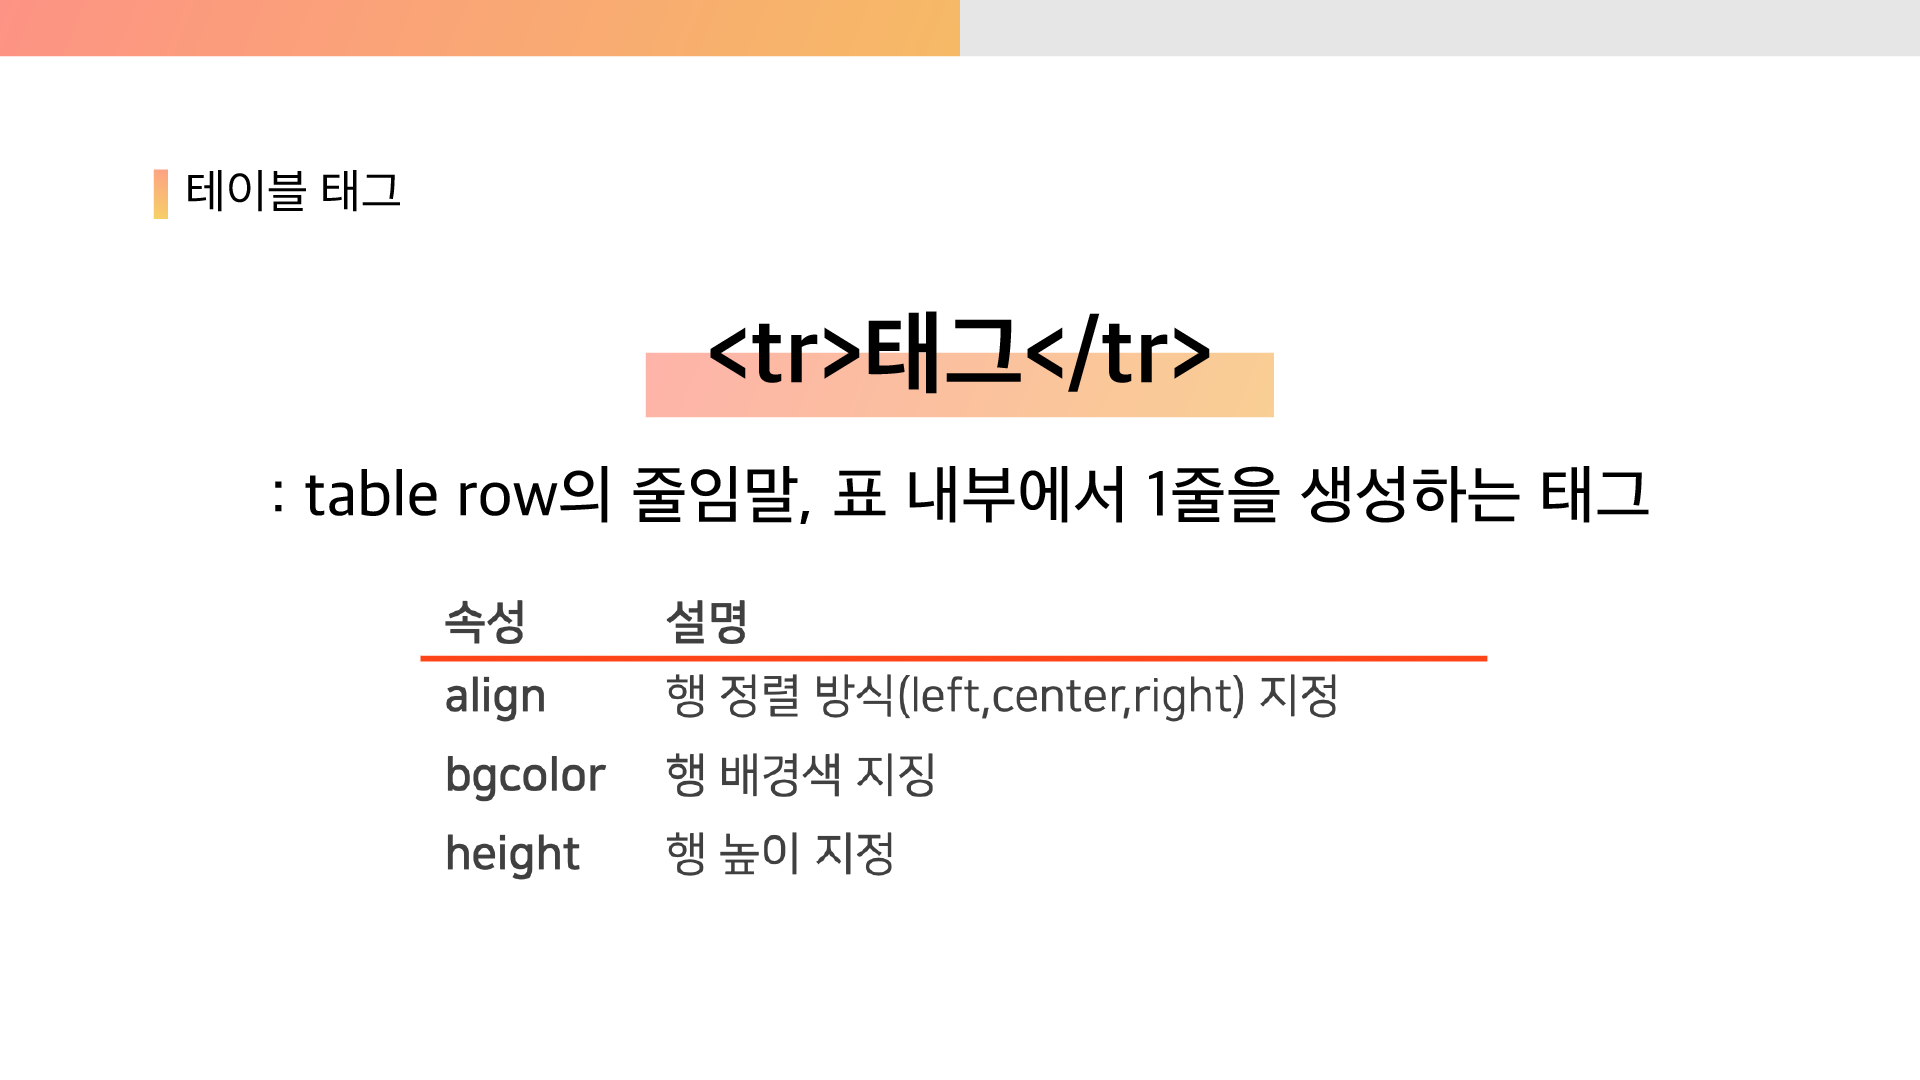 테이블 태그
<tr>태그</tr>
: table row의 줄임말, 표 내부에서 1줄을 생성하는 태그
속성 설명
align 행 정렬 방식(left,center,right) 지정
bgcolor 행 배경색 지징
height 행 높이 지정